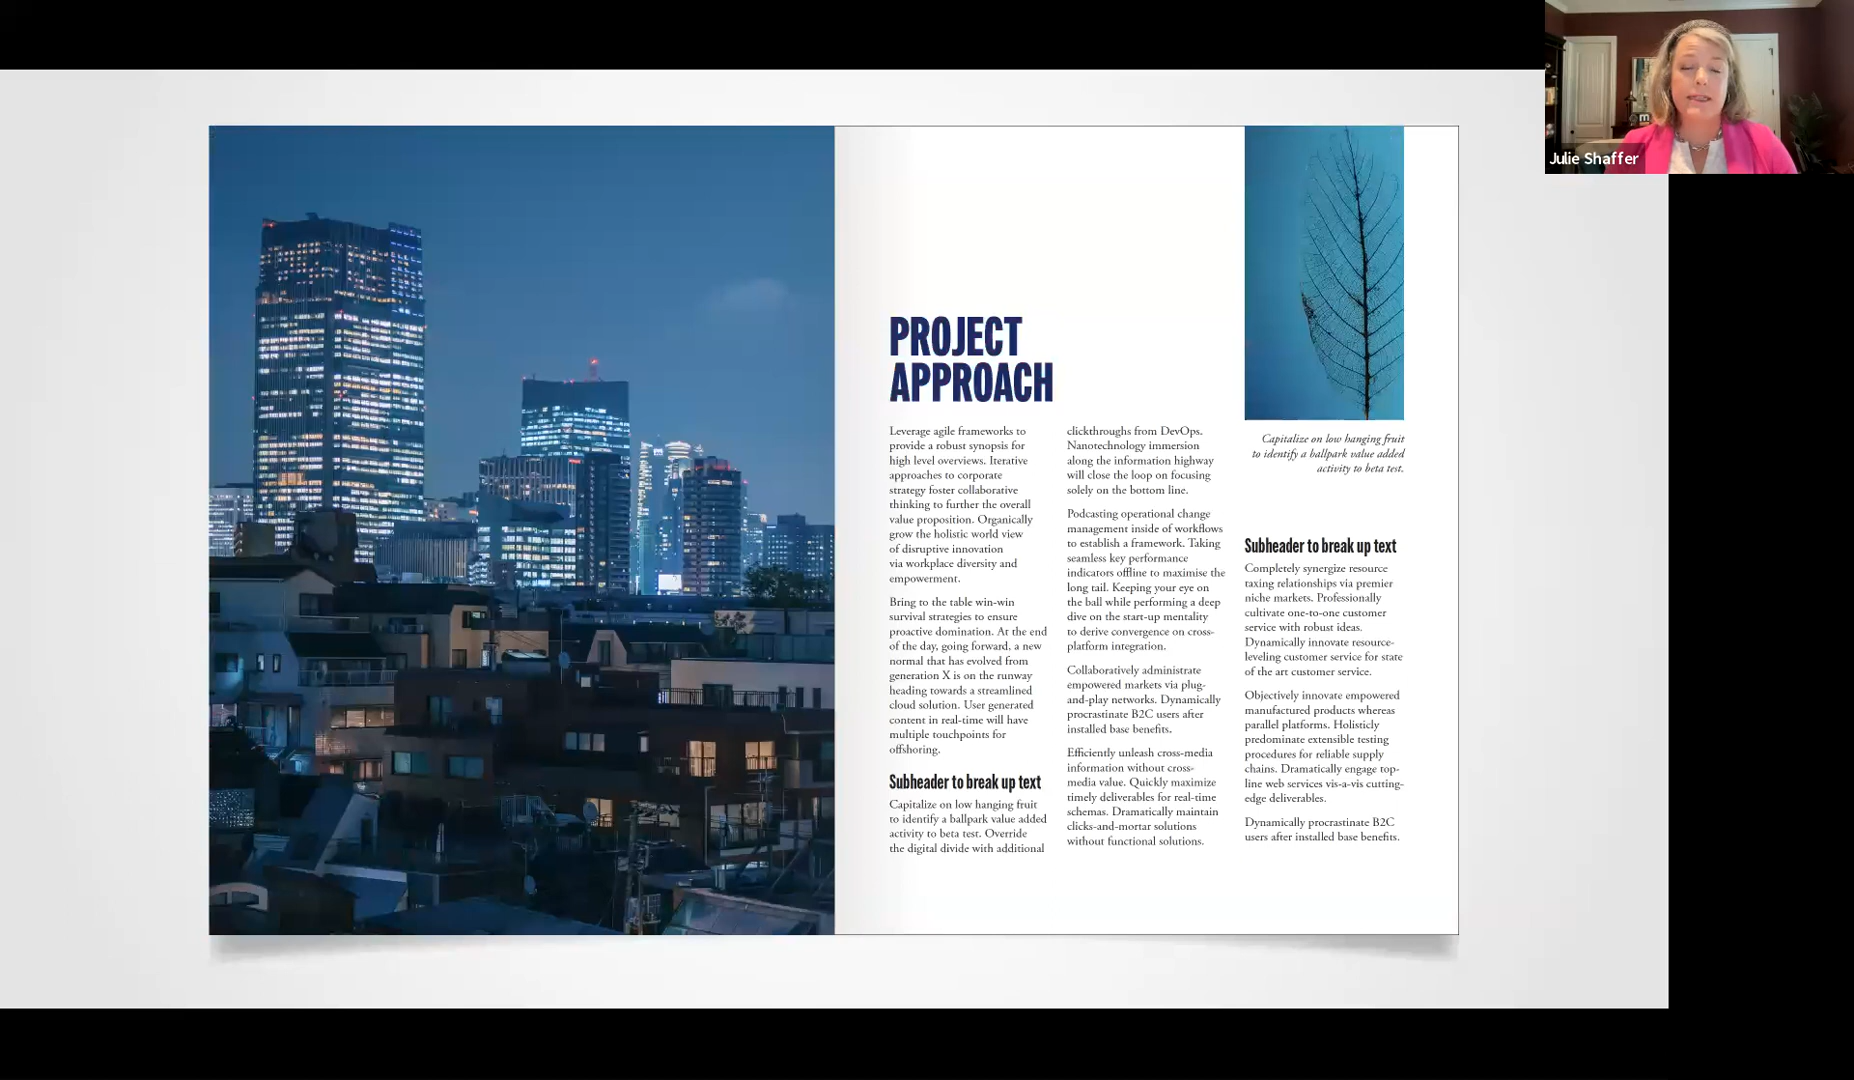 Julie Shaffer
PROJECT
APPROACH
Leverage agile frameworks to
provide a robust synopsis for
high level overviews. Iterative
approaches to corporate
strategy foster collaborative
thinking to further the overall
value proposition. Organically
grow the holistic world view
of disruptive innovation
via workplace diversity and
empowerment.
Bring to the table win-win
survival strategies to ensure
proactive domination. At the end
of the day, going forward, a new
normal that has evolved from
generation X is on the runway
heading towards a streamlined
cloud solution. User generated
content in real-time will have
multiple touchpoints for
offshoring.
Subheader to break up text
Capitalize on low hanging fruit
to identify a ballpark value added
activity to beta test. Override
the digital divide with additional
clickthroughs from DevOps.
Nanotechnology immersion
along the information highway
will close the loop on focusing
solely on the bottom line.
Podcasting operational change
management inside of workflows
to establish a framework. Taking
seamless key performance
indicators offline to maximise the
long tail. Keeping your eye on
the ball while performing a deep
dive on the start-up mentality
to derive convergence on cross-
platform integration.
Collaboratively administrate
empowered markets via plug-
and-play networks. Dynamically
procrastinate B2C users after
installed base benefits.
Efficiently unleash cross-media
information without cross-
media value. Quickly maximize
timely deliverables for real-time
schemas. Dramatically maintain
clicks-and-mortar solutions
without functional solutions.
Capitalize on low hanging fruit
to identify a ballpark value added
activity to beta test.
Subheader to break up text
Completely synergize resource
taxing relationships via premier
niche markets. Professionally
cultivate one-to-one customer
service with robust ideas.
Dynamically innovate resource-
leveling customer service for state
of the art customer service.
Objectively innovate empowered
manufactured products whereas
parallel platforms. Holisticly
predominate extensible testing
procedures for reliable supply
chains. Dramatically engage top-
line web services vis-a-vis cutting-
edge deliverables.
Dynamically procrastinate B2C
users after installed base benefits.